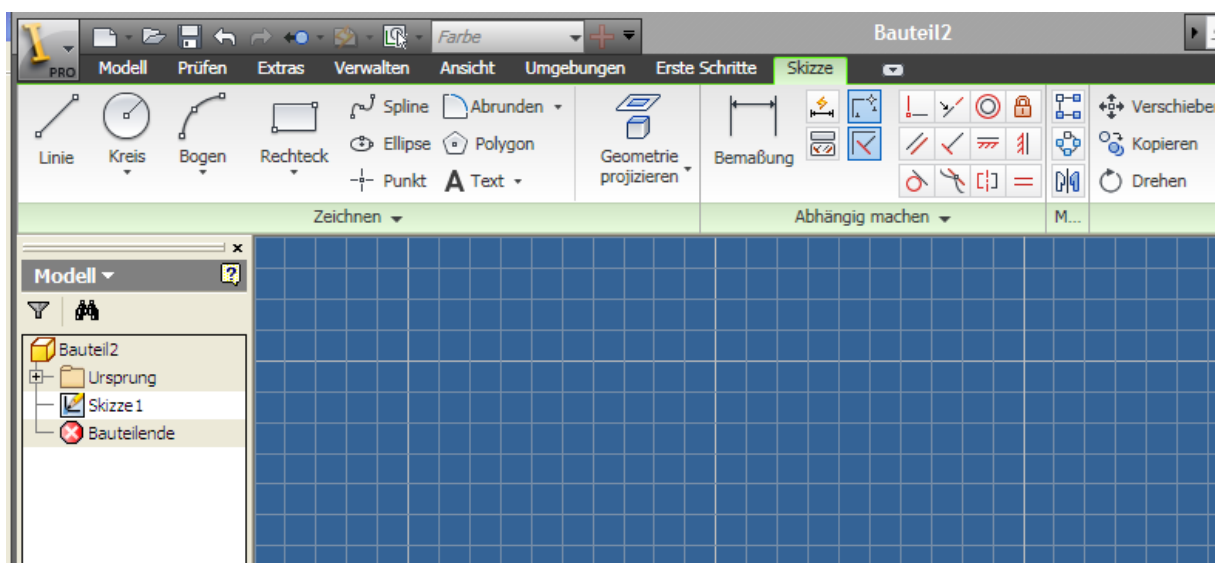 Farbe
Bauteil2
PRO
Modell Prüfen Extras Verwalten Ansicht Umgebungen Erste Schritte Skizze
Spline Abrunden Verschieben
Linie Kreis Bogen Rechteck Ellipse Polygon Geometrie projizieren Bemaßung Kopieren
Punkt A Text Drehen
Zeichnen Abhängig machen M...
Modell
Bauteil2
Ursprung
Skizze1
Bauteilende